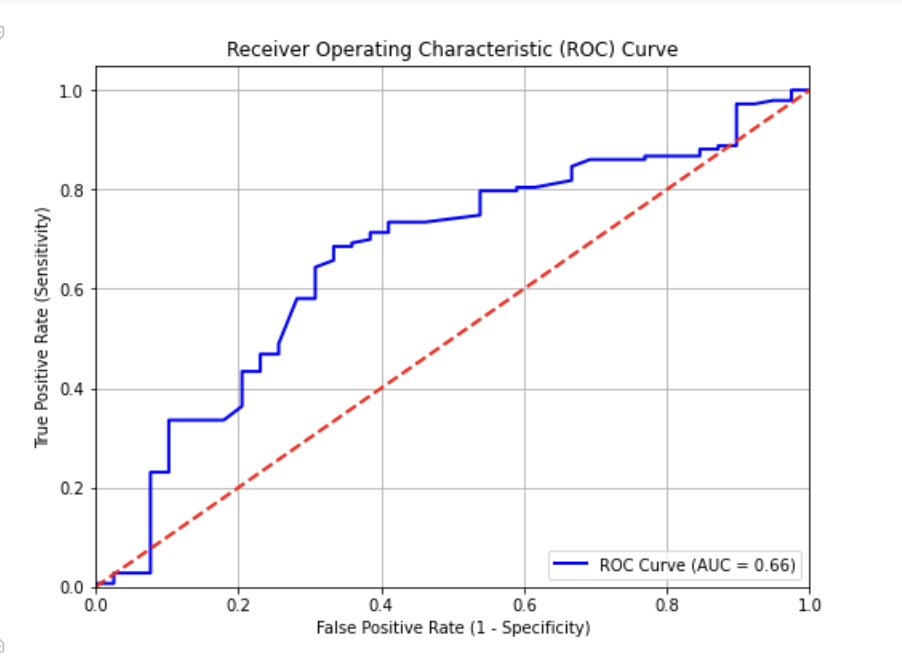 Receiver Operating Characteristic (ROC) Curve
True Positive Rate (Sensitivity)
1.0
0.8
0.6
0.4
0.2
0.0
ROC Curve (AUC = 0.66)
0.0 0.2 0.4 0.6 0.8 1.0
False Positive Rate (1 - Specificity)